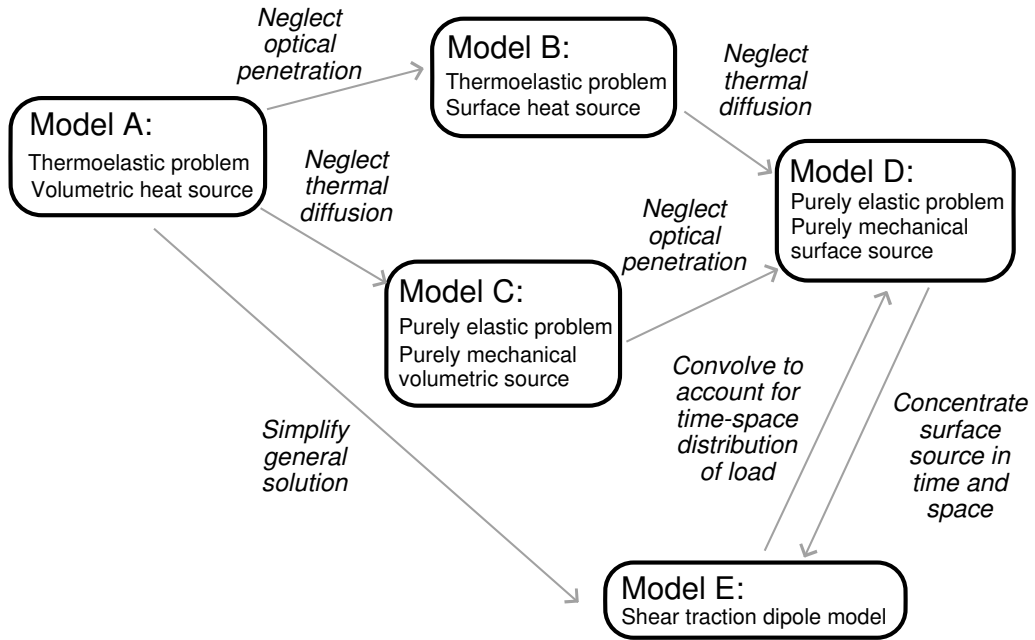 Neglect
optical
penetration
Model B:
Thermoelastic problem
Surface heat source
Neglect
thermal
diffusion
Model A:
Thermoelastic problem
Volumetric heat source
Neglect
thermal
diffusion
Model D:
Purely elastic problem
Purely mechanical
surface source
Neglect
optical
penetration
Model C:
Purely elastic problem
Purely mechanical
volumetric source
Simplify
general
solution
Convolve to
account for
time-space
distribution
of load
Concentrate
surface
source in
time and
space
Model E:
Shear traction dipole model